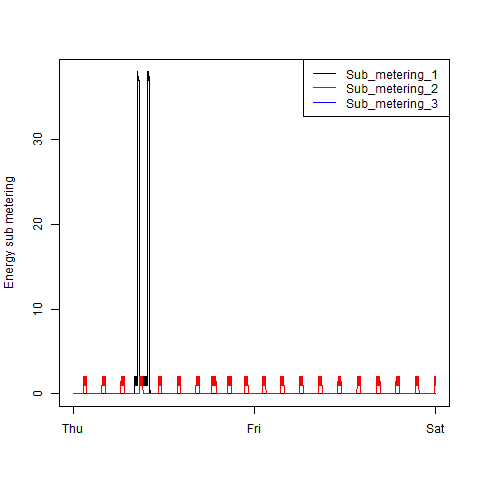 Sub_metering_1
Sub_metering_2
Sub_metering_3
Energy sub metering
30
20
10
0
Thu Fri Sat